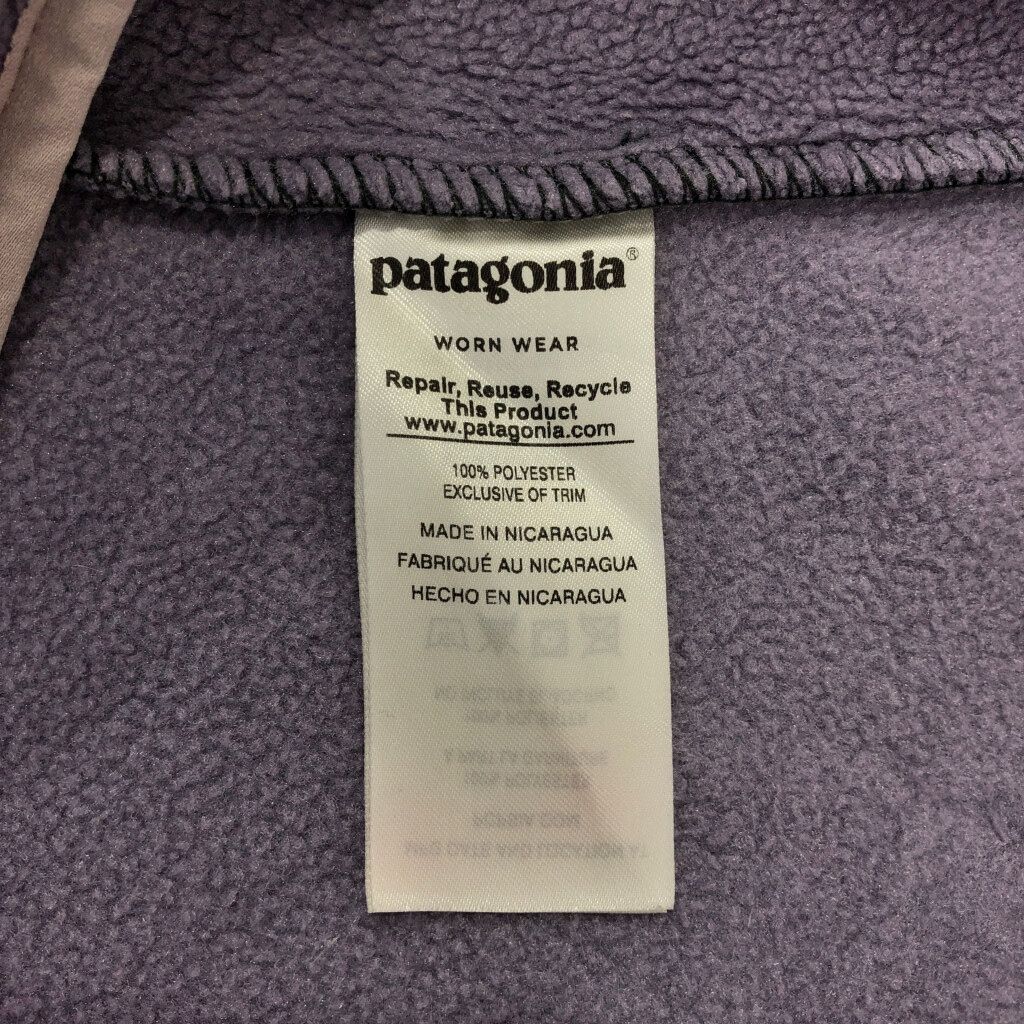 patagonia®
WORN WEAR
Repair, Reuse, Recycle
This Product
www.patagonia.com
100% POLYESTER
EXCLUSIVE OF TRIM
MADE IN NICARAGUA
FABRIQUÉ AU NICARAGUA
HECHO EN NICARAGUA